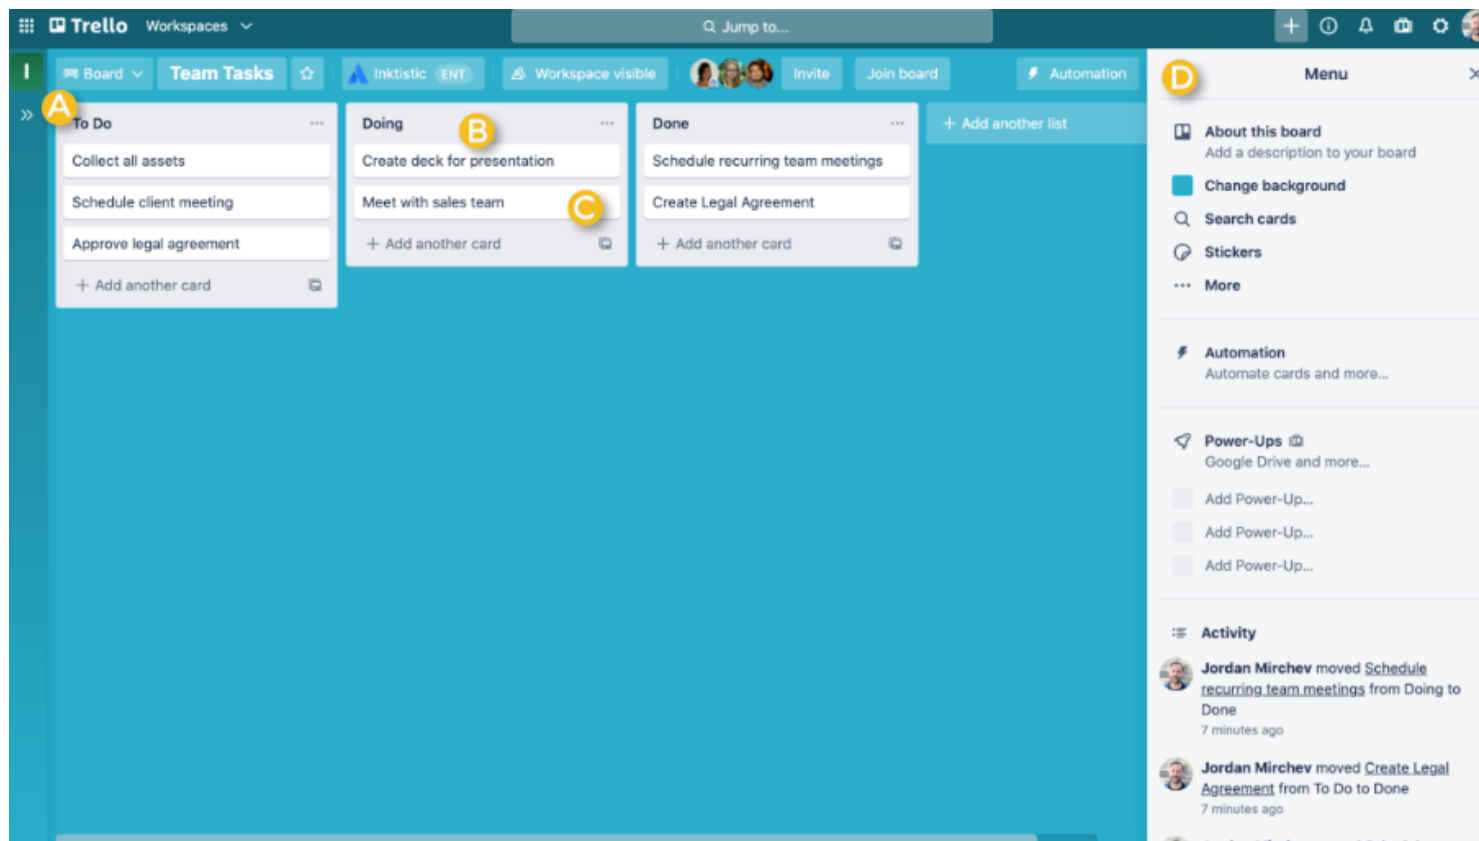 Trello Workspaces
Jump to...
I
Board Team Tasks Inktistic ENT Workspace visible Invite Join board Automation
A
To Do
Collect all assets
Schedule client meeting
Approve legal agreement
+ Add another card
Doing
B
Create deck for presentation
Meet with sales team
C
+ Add another card
Done
Schedule recurring team meetings
Create Legal Agreement
+ Add another card
+ Add another list
D
Menu
About this board
Add a description to your board
Change background
Search cards
Stickers
More
Automation
Automate cards and more...
Power-Ups
Google Drive and more...
Add Power-Up...
Add Power-Up...
Add Power-Up...
Activity
Jordan Mirchev moved Schedule
recurring team meetings from Doing to
Done
7 minutes ago
Jordan Mirchev moved Create Legal
Agreement from To Do to Done
7 minutes ago